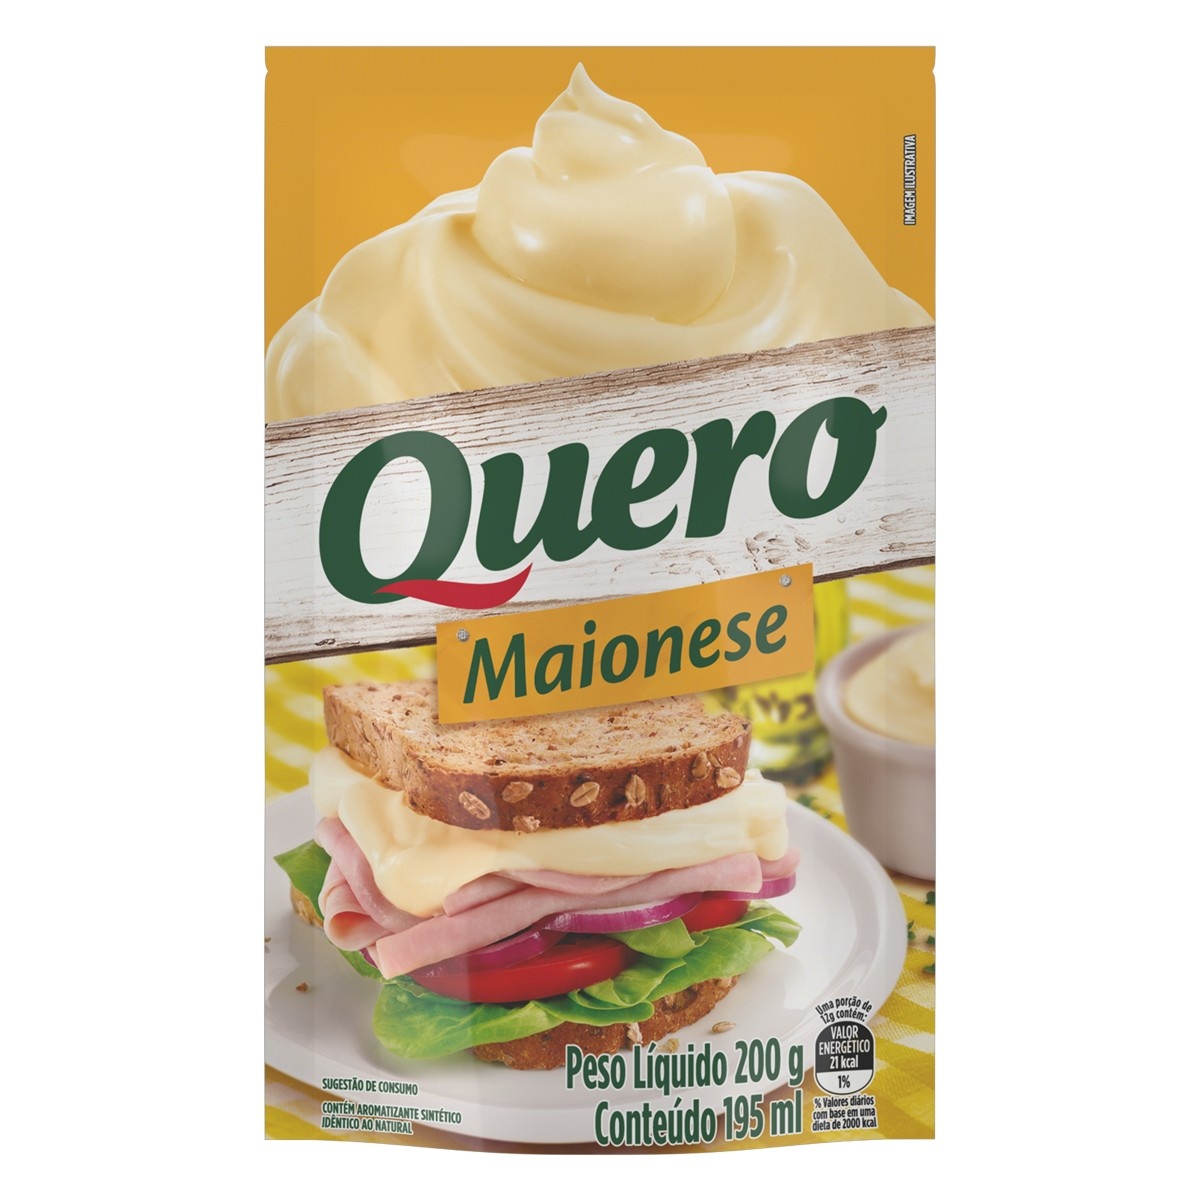 IMAGEM ILUSTRATIVA
Quero
Maionese
Uma porção de
12g contém:
VALOR
ENERGÉTICO
21 kcal
1%
% Valores diários
com base em uma
dieta de 2000 kcal
Peso Líquido 200 g
Conteúdo 195 ml
SUGESTÃO DE CONSUMO
CONTÉM AROMATIZANTE SINTÉTICO
IDÊNTICO AO NATURAL